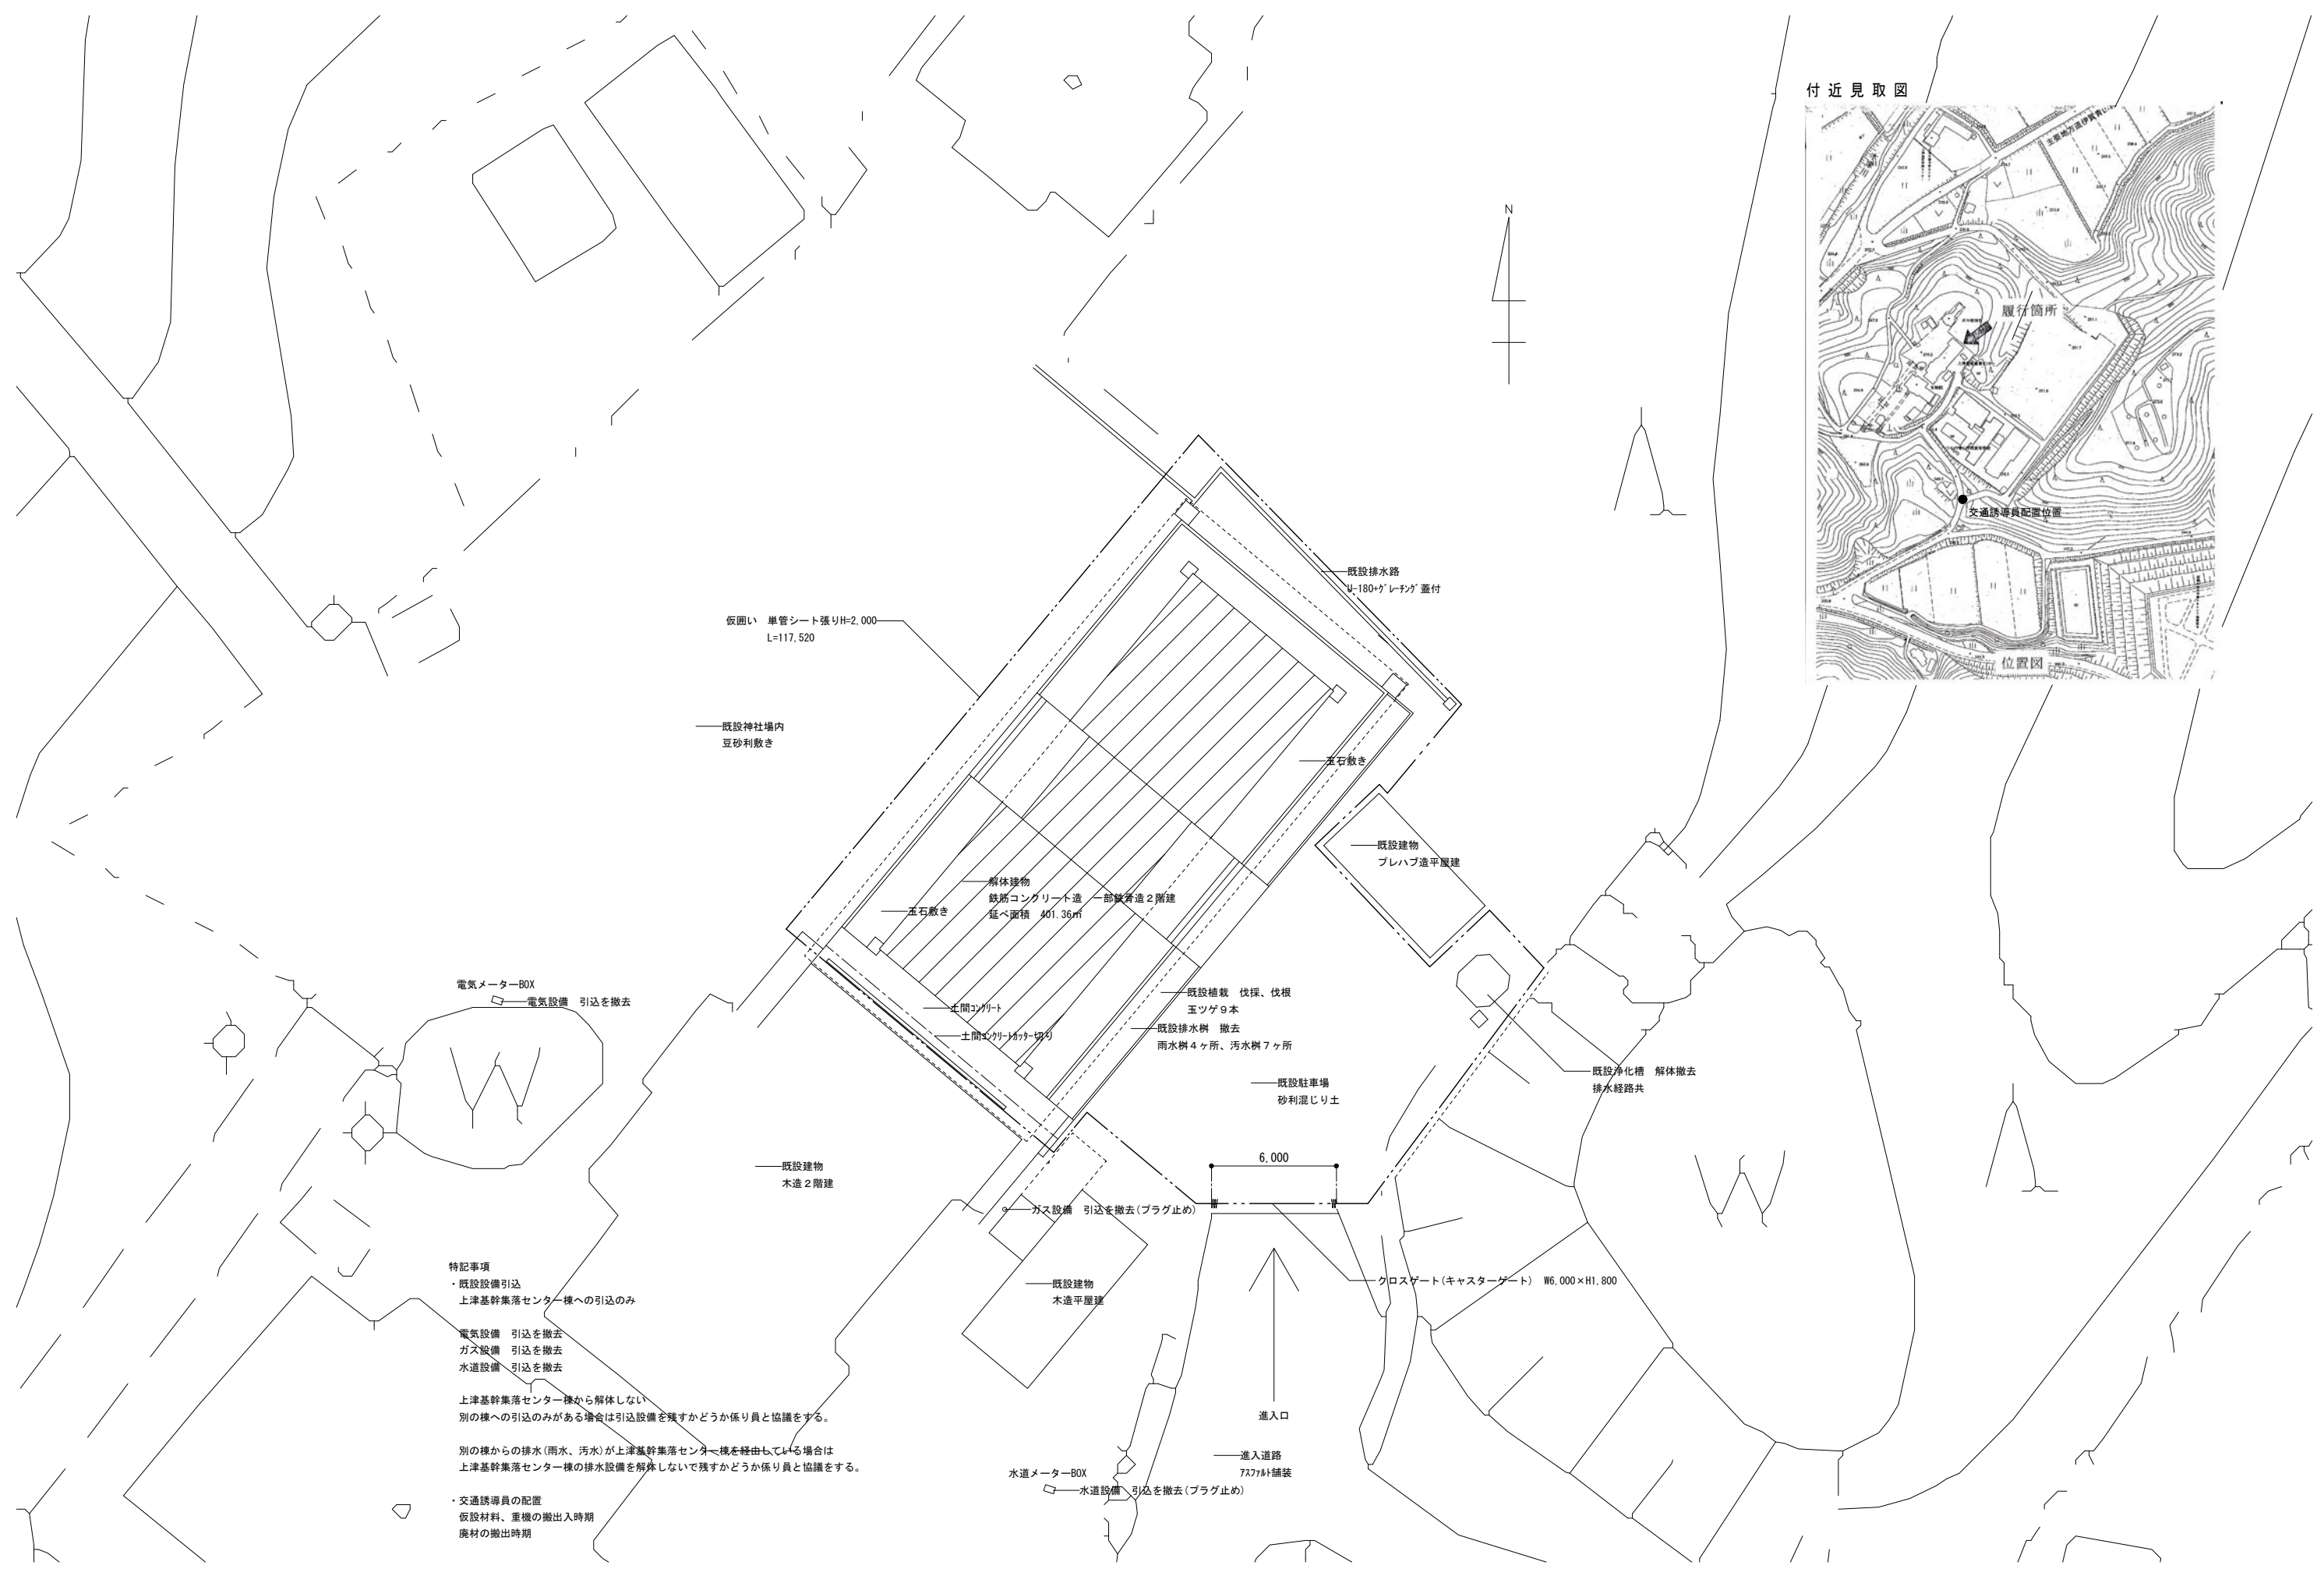 付近見取図
主要地方道伊賀青
履行箇所
交通誘導員配置位置
位置図
N
既設排水路
U-180+ｸﾞﾚｰﾁﾝｸﾞ蓋付
仮囲い　単管シート張りH=2,000
L=117,520
既設神社場内
豆砂利敷き
玉石敷き
既設建物
プレハブ造平屋建
解体建物
鉄筋コンクリート造　一部鉄骨造２階建
延べ面積　401.36㎡
玉石敷き
電気メーターBOX
電気設備　引込を撤去
既設植栽　伐採、伐根
玉ツゲ９本
土間ｺﾝｸﾘｰﾄ
既設排水桝　撤去
雨水桝４ヶ所、汚水桝７ヶ所
土間ｺﾝｸﾘｰﾄｶｯﾀｰ切り
既設浄化槽　解体撤去
排水経路共
既設駐車場
砂利混じり土
6,000
既設建物
木造２階建
ガス設備　引込を撤去(プラグ止め)
既設建物
木造平屋建
クロスゲート(キャスターゲート)　W6,000×H1,800
特記事項
・既設設備引込
上津基幹集落センター棟への引込のみ
電気設備　引込を撤去
ガス設備　引込を撤去
水道設備　引込を撤去
上津基幹集落センター棟から解体しない
別の棟への引込のみがある場合は引込設備を残すかどうか係り員と協議をする。
別の棟からの排水(雨水、汚水)が上津基幹集落センター棟を経由している場合は
上津基幹集落センター棟の排水設備を解体しないで残すかどうか係り員と協議をする。
・交通誘導員の配置
仮設材料、重機の搬出入時期
廃材の搬出時期
進入口
進入道路
ｱｽﾌｧﾙﾄ舗装
水道メーターBOX
水道設備　引込を撤去(プラグ止め)